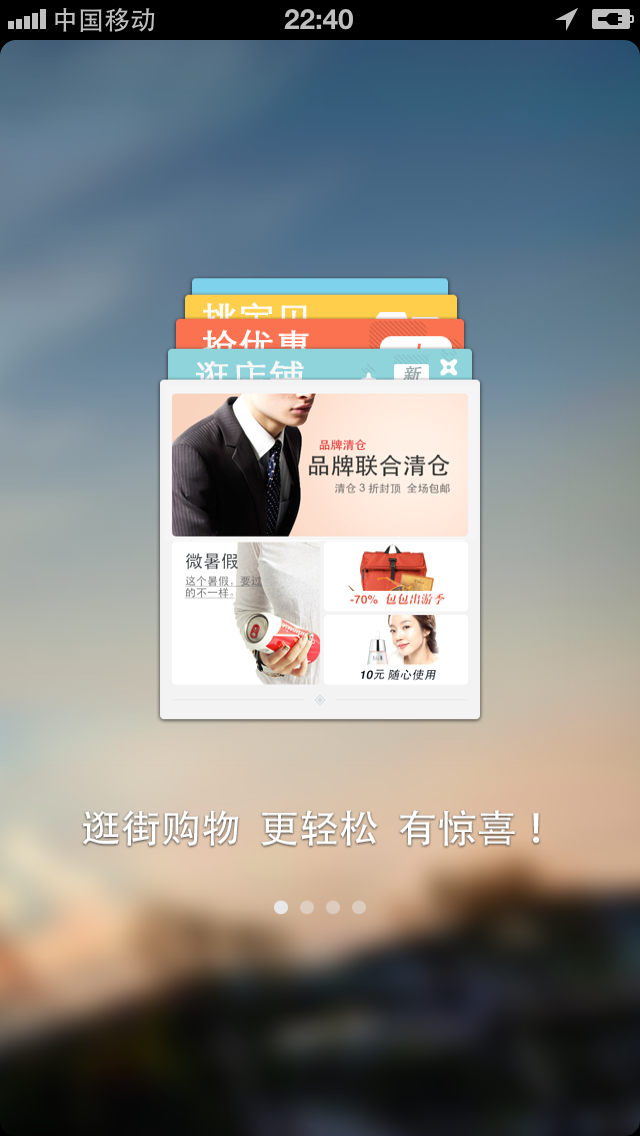 中国移动 22:40
挑宝贝
抢优惠
逛店铺
新
品牌清仓
品牌联合清仓
清仓 3 折封顶 全场包邮
微暑假
这个暑假，要过
的不一样。
-70% 包包出游季
10元 随心使用
逛街购物 更轻松 有惊喜！